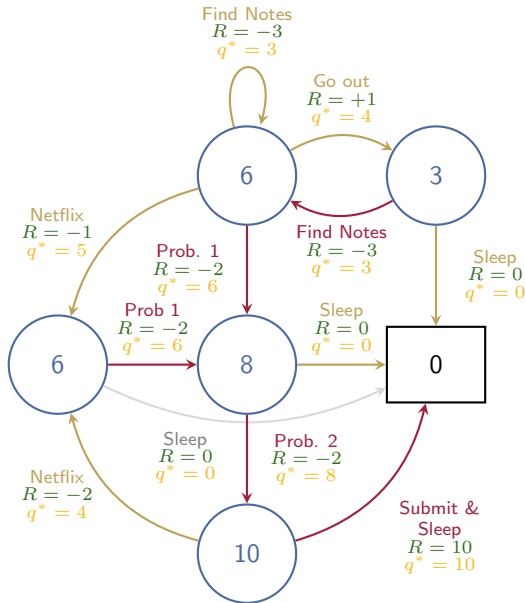 Find Notes
R = −3
q* = 3
Go out
R = +1
q* = 4
6
3
Netflix
R = −1
q* = 5
Prob. 1
R = −2
q* = 6
Find Notes
R = −3
q* = 3
Sleep
R = 0
q* = 0
Prob 1
R = −2
q* = 6
Sleep
R = 0
q* = 0
6
8
0
Sleep
R = 0
q* = 0
Prob. 2
R = −2
q* = 8
Netflix
R = −2
q* = 4
Submit &
Sleep
R = 10
q* = 10
10